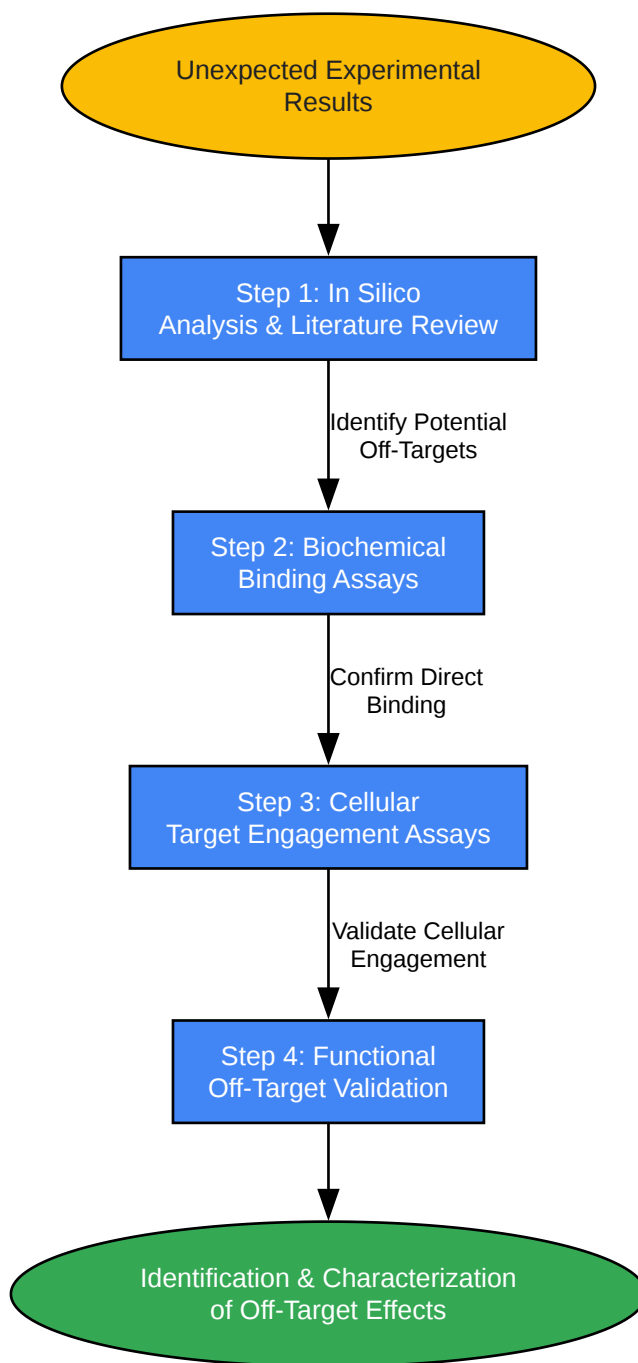 Unexpected Experimental
Results
Step 1: In Silico
Analysis & Literature Review
Identify Potential
Off-Targets
Step 2: Biochemical
Binding Assays
Confirm Direct
Binding
Step 3: Cellular
Target Engagement Assays
Validate Cellular
Engagement
Step 4: Functional
Off-Target Validation
Identification & Characterization
of Off-Target Effects